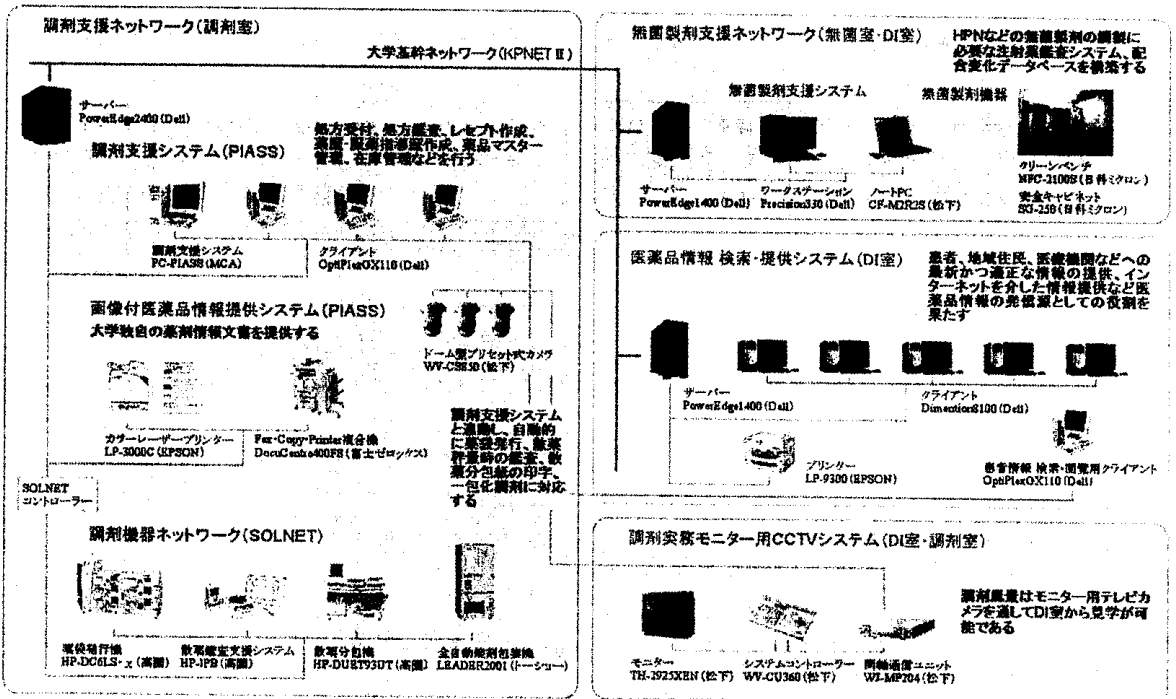 調剤支援ネットワーク(調剤室)
大学基幹ネットワーク(KPNETⅡ)
サーバー
PowerEdge2400(Dell)
調剤支援システム(PIASS)
処方受付、処方鑑査、レセプト作成、
薬歴・服薬指導歴作成、薬品マスター
管理、在庫管理などを行う
調剤支援システム
PC-PIASS(MCA)
クライアント
OptiPlexGX110(Dell)
画像付医薬品情報提供システム(PIASS)
大学独自の薬剤情報文書を提供する
ドーム型プリセット式カメラ
WV-CS850(松下)
カラーレーザープリンター
LP-3000C(EPSON)
Fax・Copy・Printer複合機
DocuCentre400FS(富士ゼロックス)
調剤支援システム
と連動し、自動的
に薬袋発行、散薬
秤量時の鑑査、散
薬分包紙の印字、
一包化調剤に対応
する
SOLNET
コントローラー
調剤機器ネットワーク(SOLNET)
薬袋発行機
HP-DC6LS・χ(高園)
散薬鑑査支援システム
HP-IPB(高園)
散薬分包機
HP-DUET93DT(高園)
全自動錠剤包装機
LEADER2001(トーショー)
無菌製剤支援ネットワーク(無菌室・DI室)
HPNなどの無菌製剤の調製に
必要な注射薬鑑査システム、配
合変化データベースを構築する
無菌製剤支援システム
無菌製剤機器
サーバー
PowerEdge1400(Dell)
ワークステーション
Precision330(Dell)
ノートPC
CF-M2R2S(松下)
クリーンベンチ
NFC-2100S(日科ミクロン)
安全キャビネット
SG-258(日科ミクロン)
医薬品情報 検索・提供システム(DI室)
患者、地域住民、医療機関などへの
最新かつ適正な情報の提供、イン
ターネットを介した情報提供など医
薬品情報の発信源としての役割を
果たす
サーバー
PowerEdge1400(Dell)
クライアント
Dimention8100(Dell)
プリンター
LP-9300(EPSON)
患者情報 検索・閲覧用クライアント
OptiPlexGX110(Dell)
調剤実務モニター用CCTVシステム(DI室・調剤室)
調剤風景はモニター用テレビカ
メラを通してDI室から見学が可
能である
モニター
TH-2925XEN(松下)
システムコントローラー
WV-CU360(松下)
同軸通信ユニット
WJ-MP204(松下)